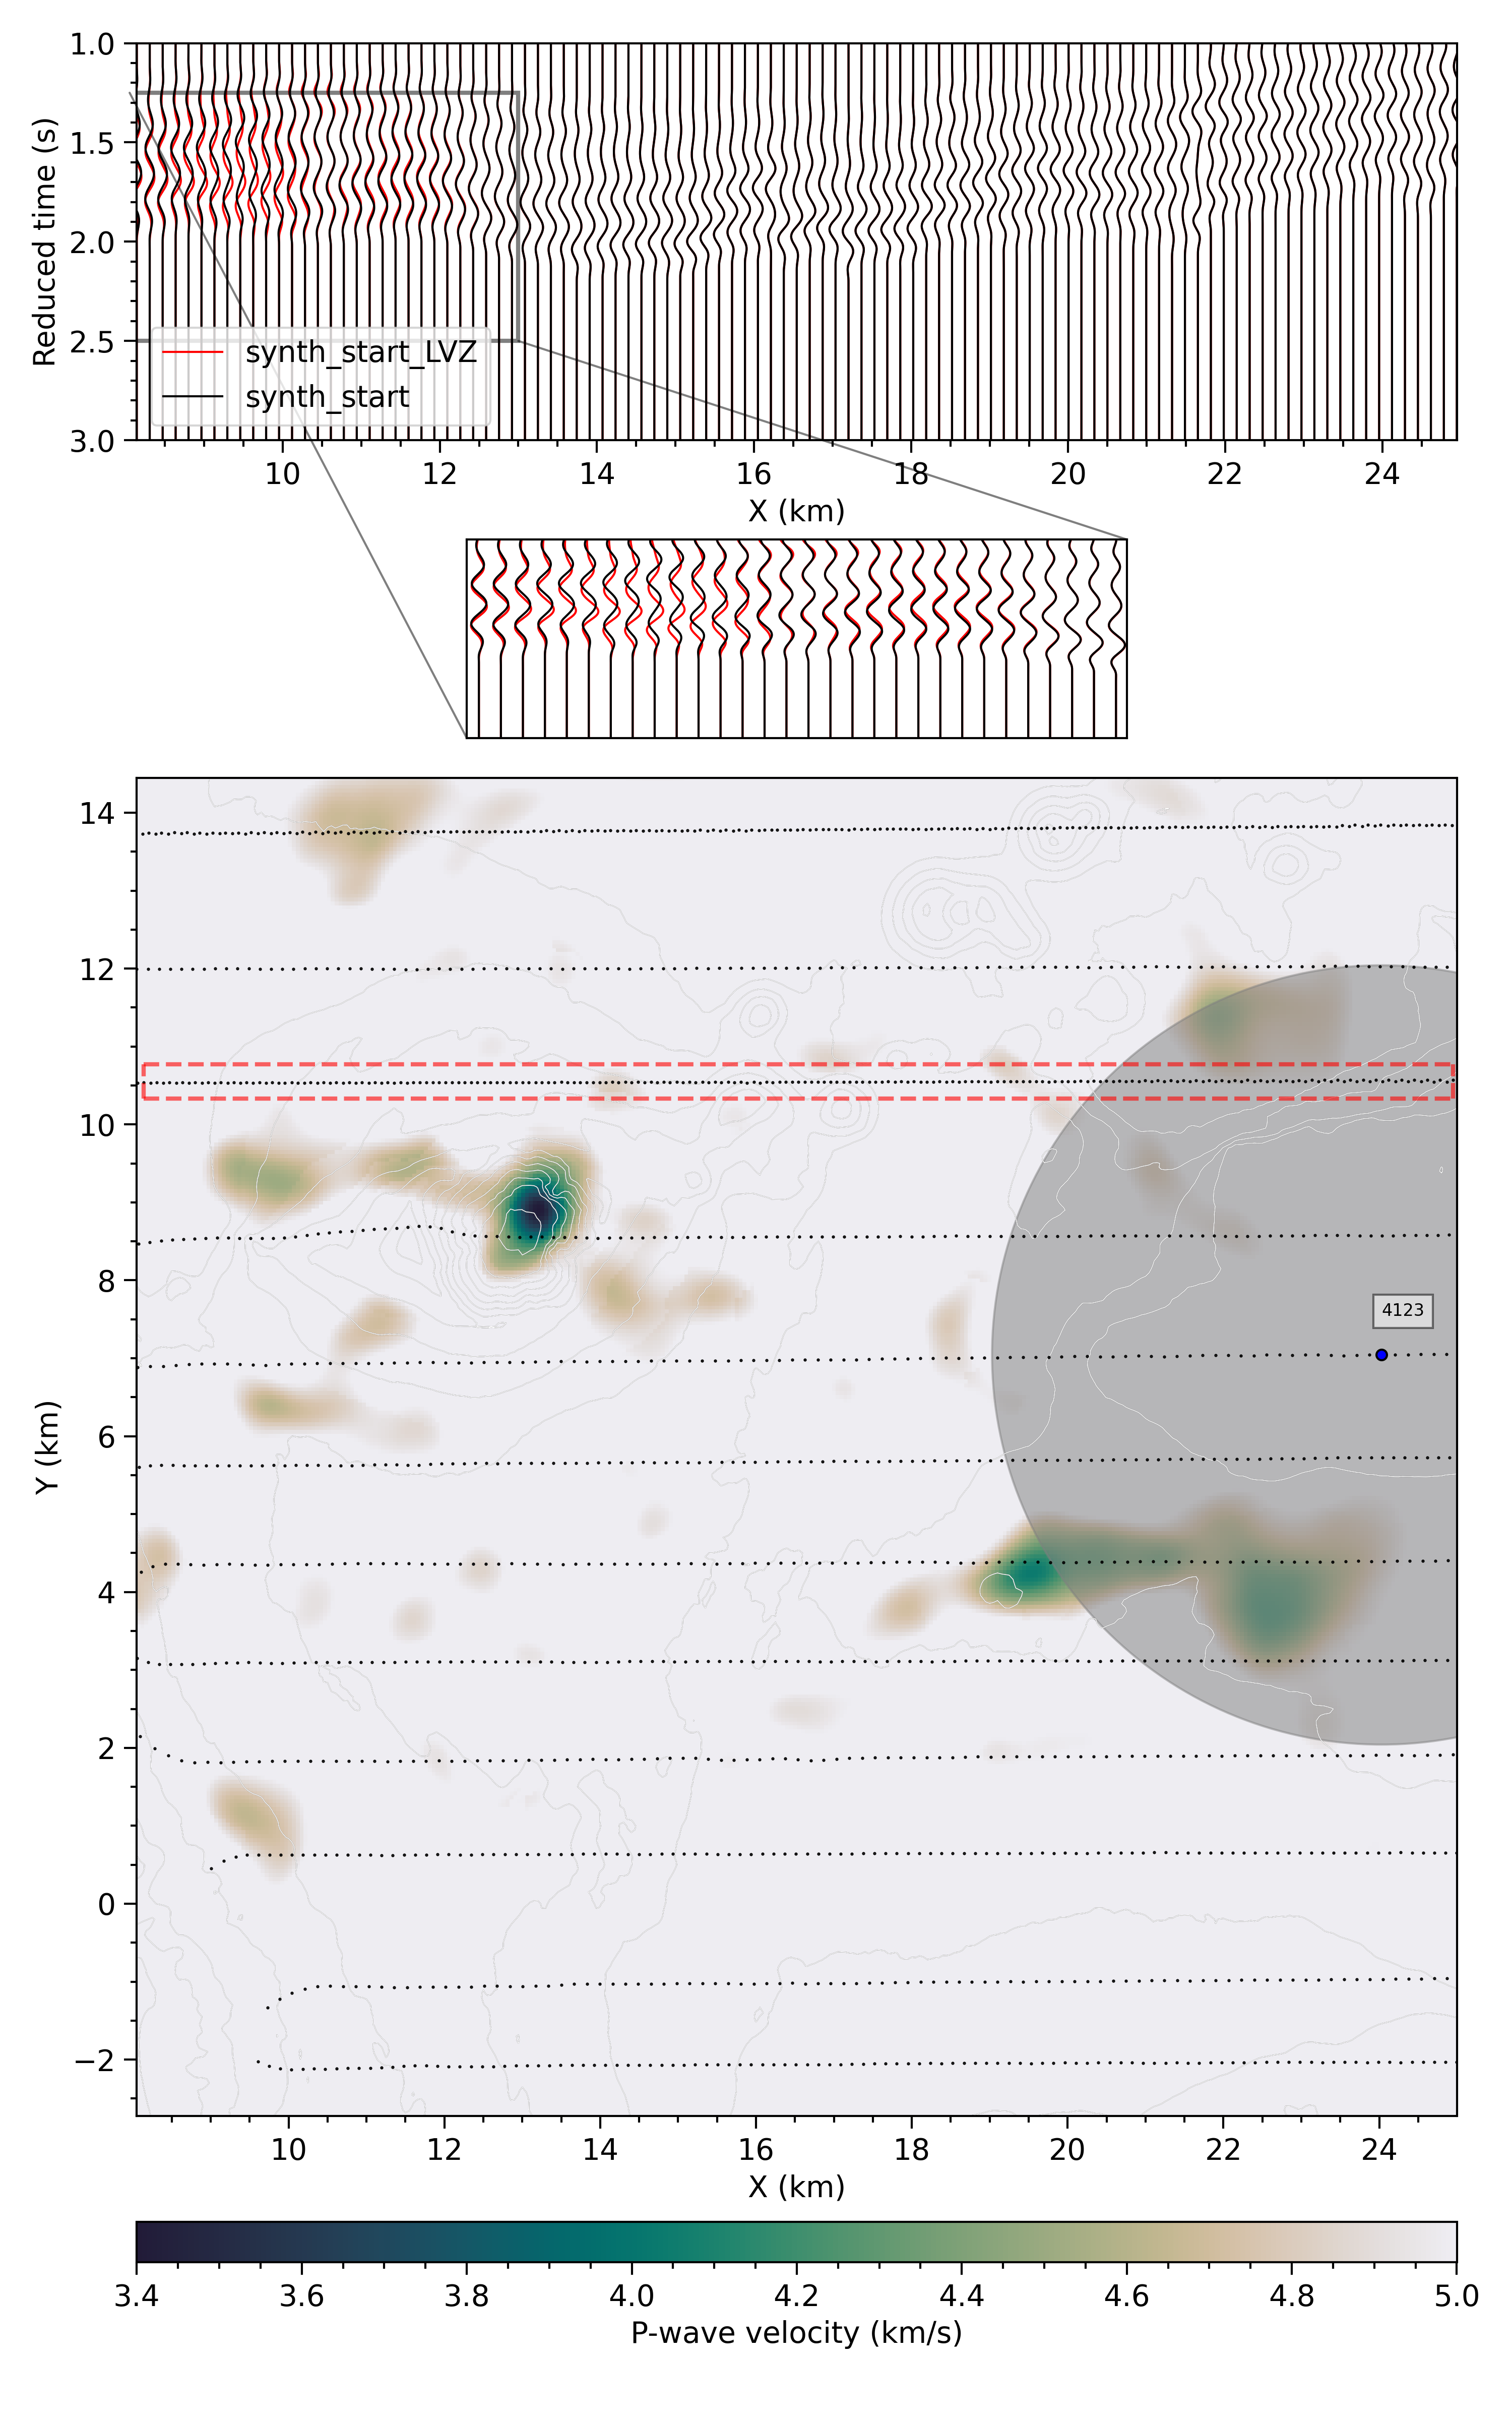 1.0
1.5
2.0
2.5
3.0
Reduced time (s)
synth_start_LVZ
synth_start
10 12 14 16 18 20 22 24
X (km)
14
12
10
8
6
4
2
0
−2
Y (km)
4123
10 12 14 16 18 20 22 24
X (km)
3.4 3.6 3.8 4.0 4.2 4.4 4.6 4.8 5.0
P-wave velocity (km/s)